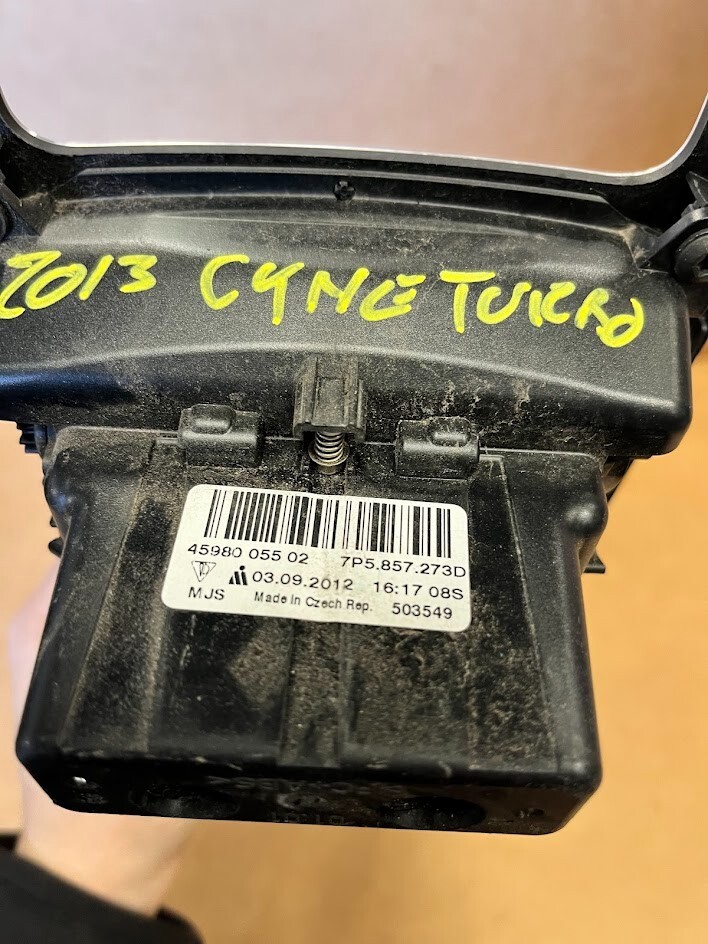 2013 CYNE TURBO
45980 055 02 7P5.857.273D
03.09.2012 16:17 08S
MJS Made in Czech Rep. 503549